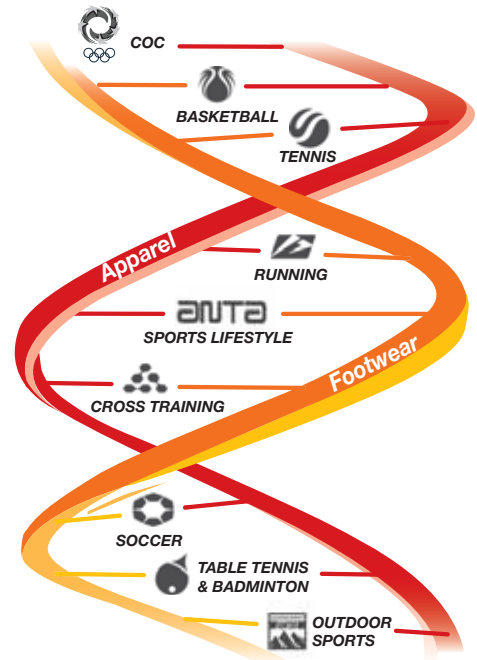 COC
BASKETBALL
TENNIS
Apparel
RUNNING
ANTA
SPORTS LIFESTYLE
Footwear
CROSS TRAINING
SOCCER
TABLE TENNIS
& BADMINTON
OUTDOOR
SPORTS